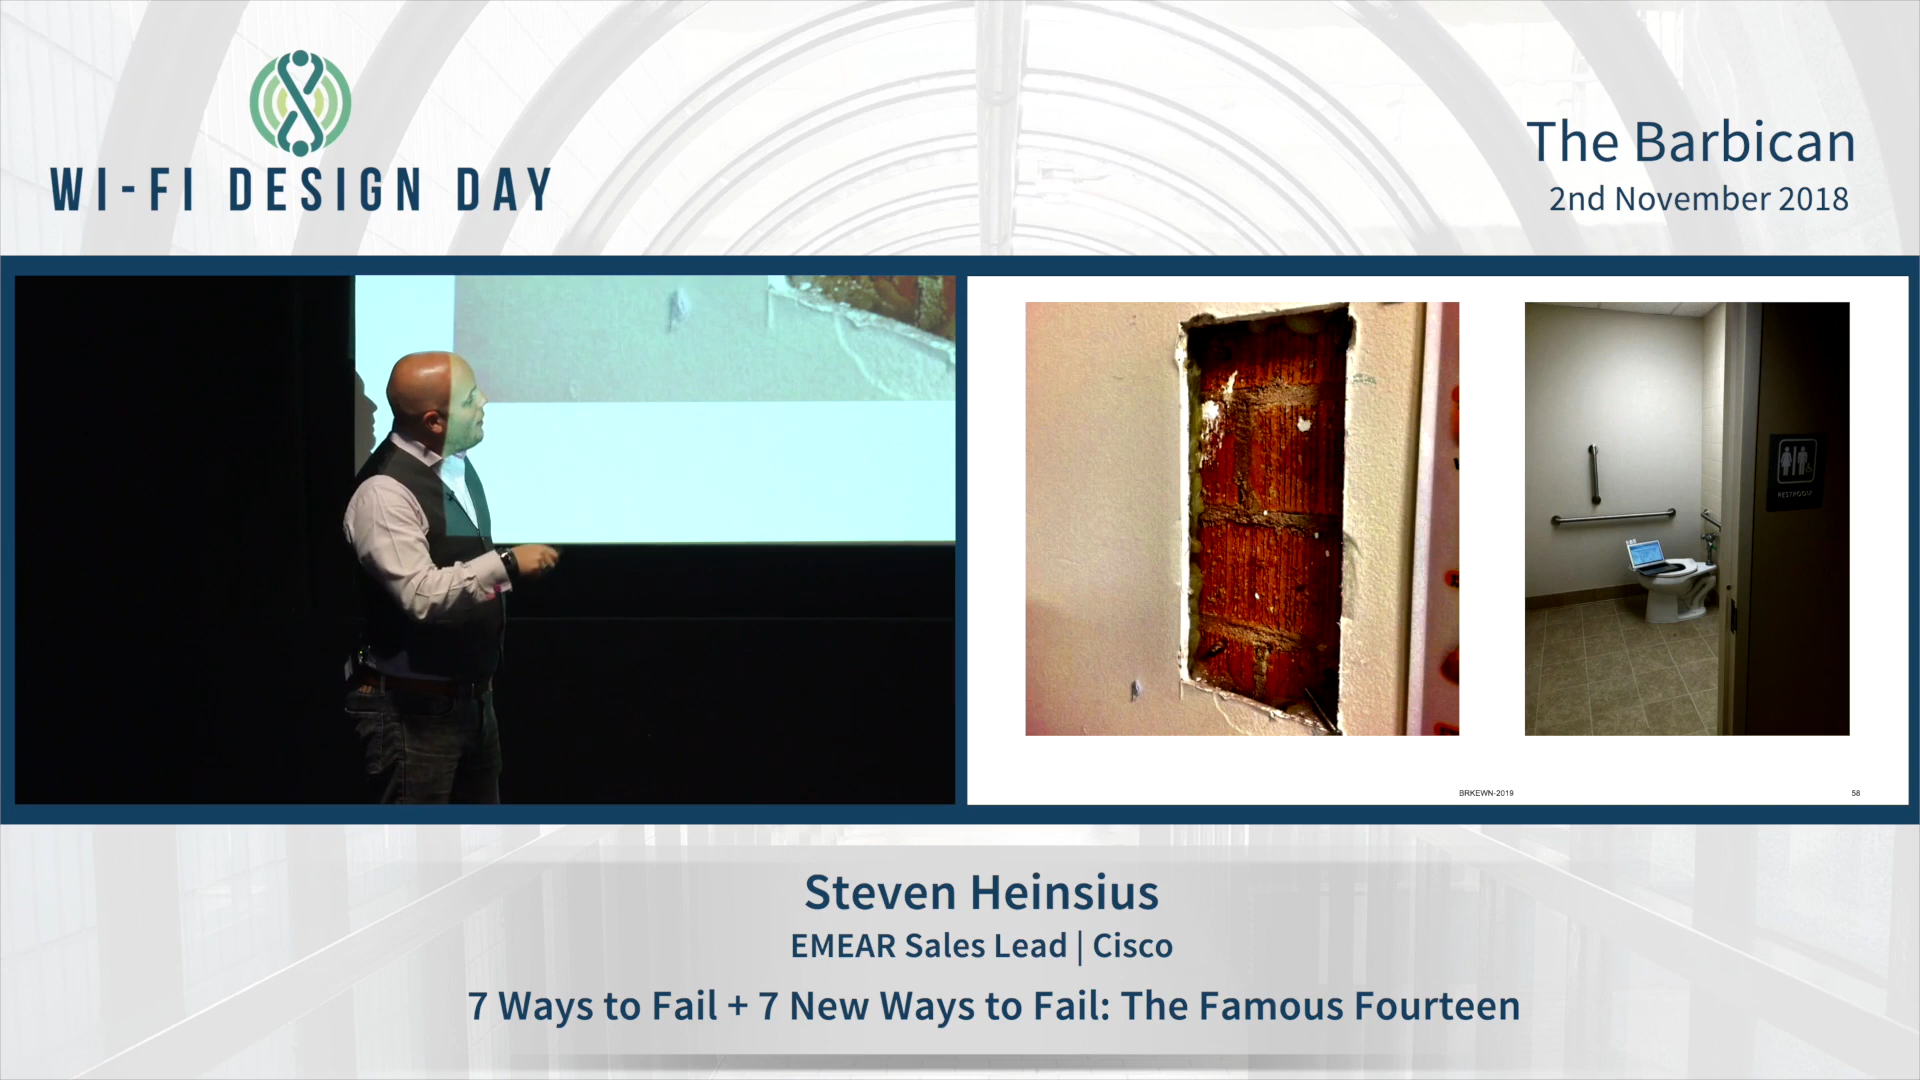 WI-FI DESIGN DAY
The Barbican
2nd November 2018
RESTROOM
BRKEWN-2019
58
Steven Heinsius
EMEAR Sales Lead | Cisco
7 Ways to Fail + 7 New Ways to Fail: The Famous Fourteen